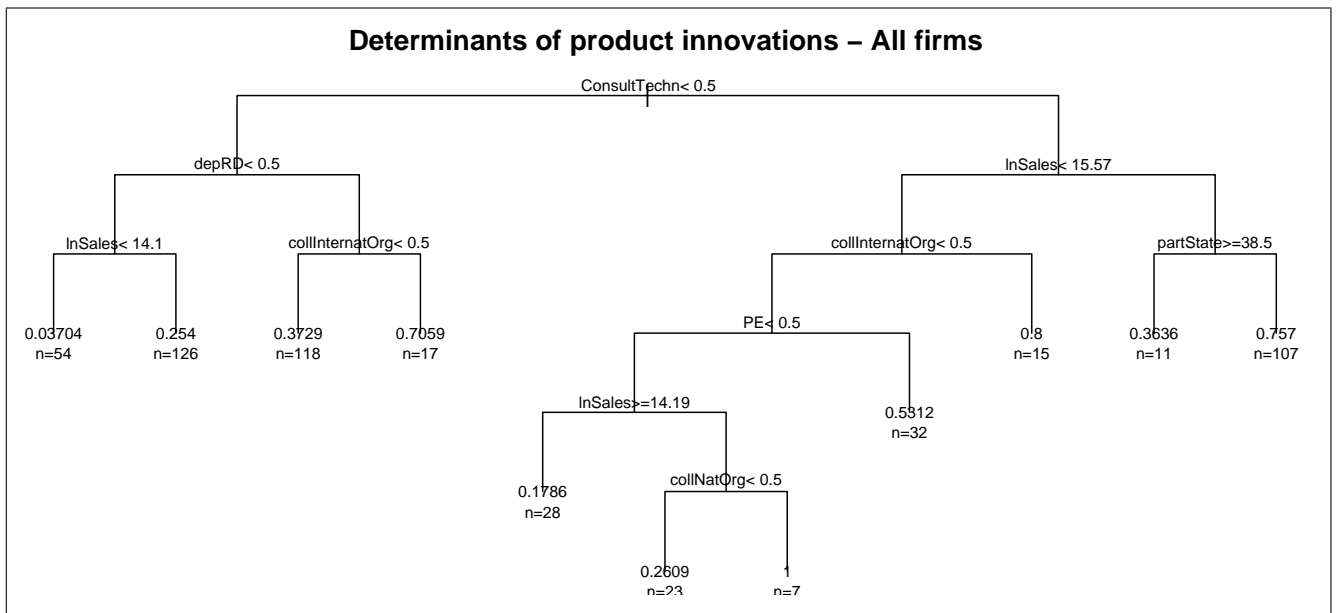 Determinants of product innovations – All firms
ConsultTechn< 0.5
depRD< 0.5
lnSales< 15.57
lnSales< 14.1
collInternatOrg< 0.5
collInternatOrg< 0.5
partState>=38.5
0.03704
n=54
0.254
n=126
0.3729
n=118
0.7059
n=17
PE< 0.5
0.8
n=15
0.3636
n=11
0.757
n=107
lnSales>=14.19
0.5312
n=32
0.1786
n=28
collNatOrg< 0.5
0.2609
n=23
1
n=7